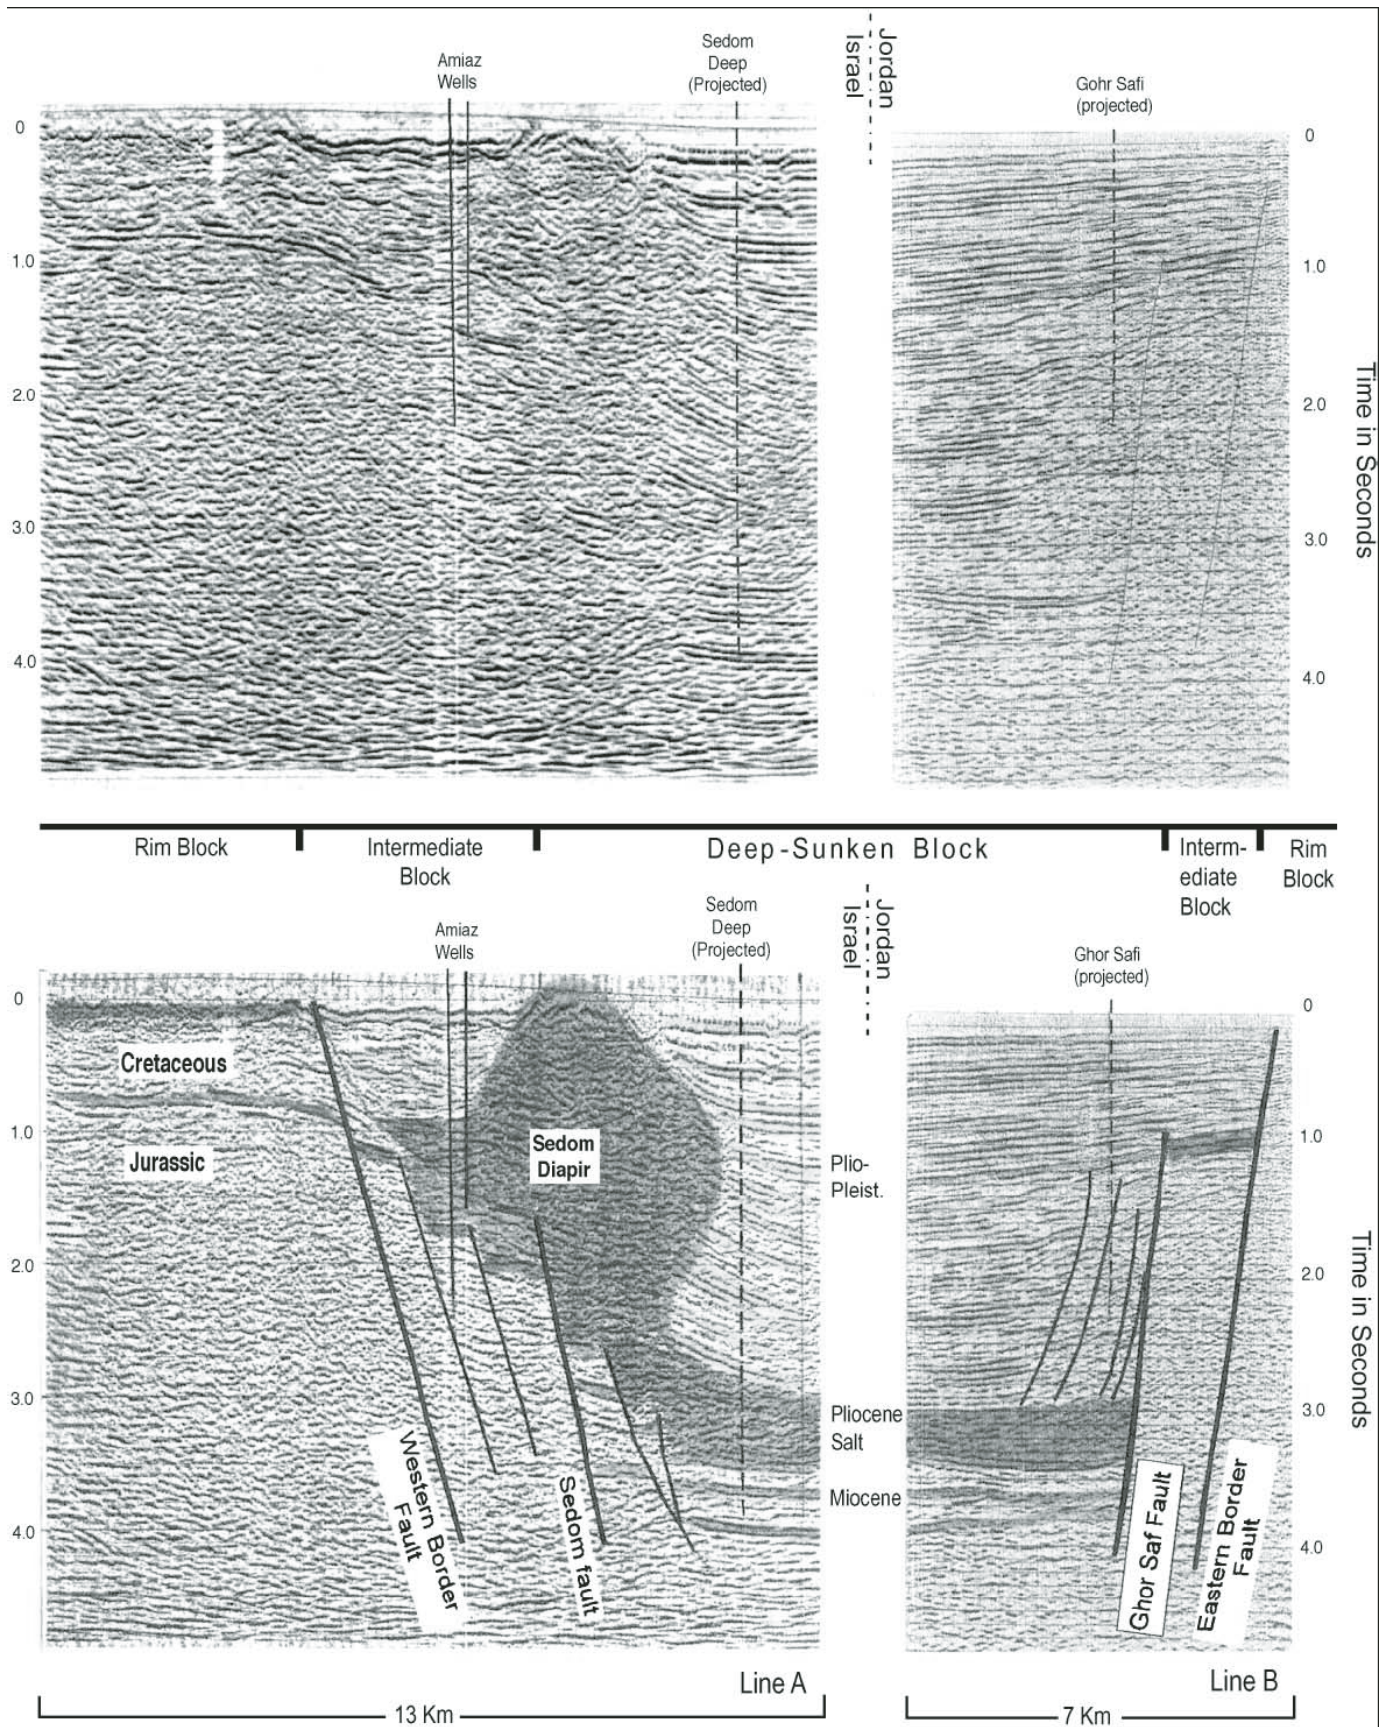 Amiaz
Wells
Sedom
Deep
(Projected)
Jordan
Israel
Gohr Safi
(projected)
0
1.0
2.0
3.0
4.0
0
1.0
2.0
3.0
4.0
Time in Seconds
Rim Block
Intermediate
Block
Deep-Sunken Block
Interm-
ediate
Block
Rim
Block
Amiaz
Wells
Sedom
Deep
(Projected)
Jordan
Israel
Ghor Safi
(projected)
0
1.0
2.0
3.0
4.0
Cretaceous
Jurassic
Sedom
Diapir
Plio-
Pleist.
Pliocene
Salt
Miocene
Western Border
Fault
Sedom fault
Ghor Saf Fault
Eastern Border
Fault
0
1.0
2.0
3.0
4.0
Time in Seconds
Line A
Line B
13 Km
7 Km